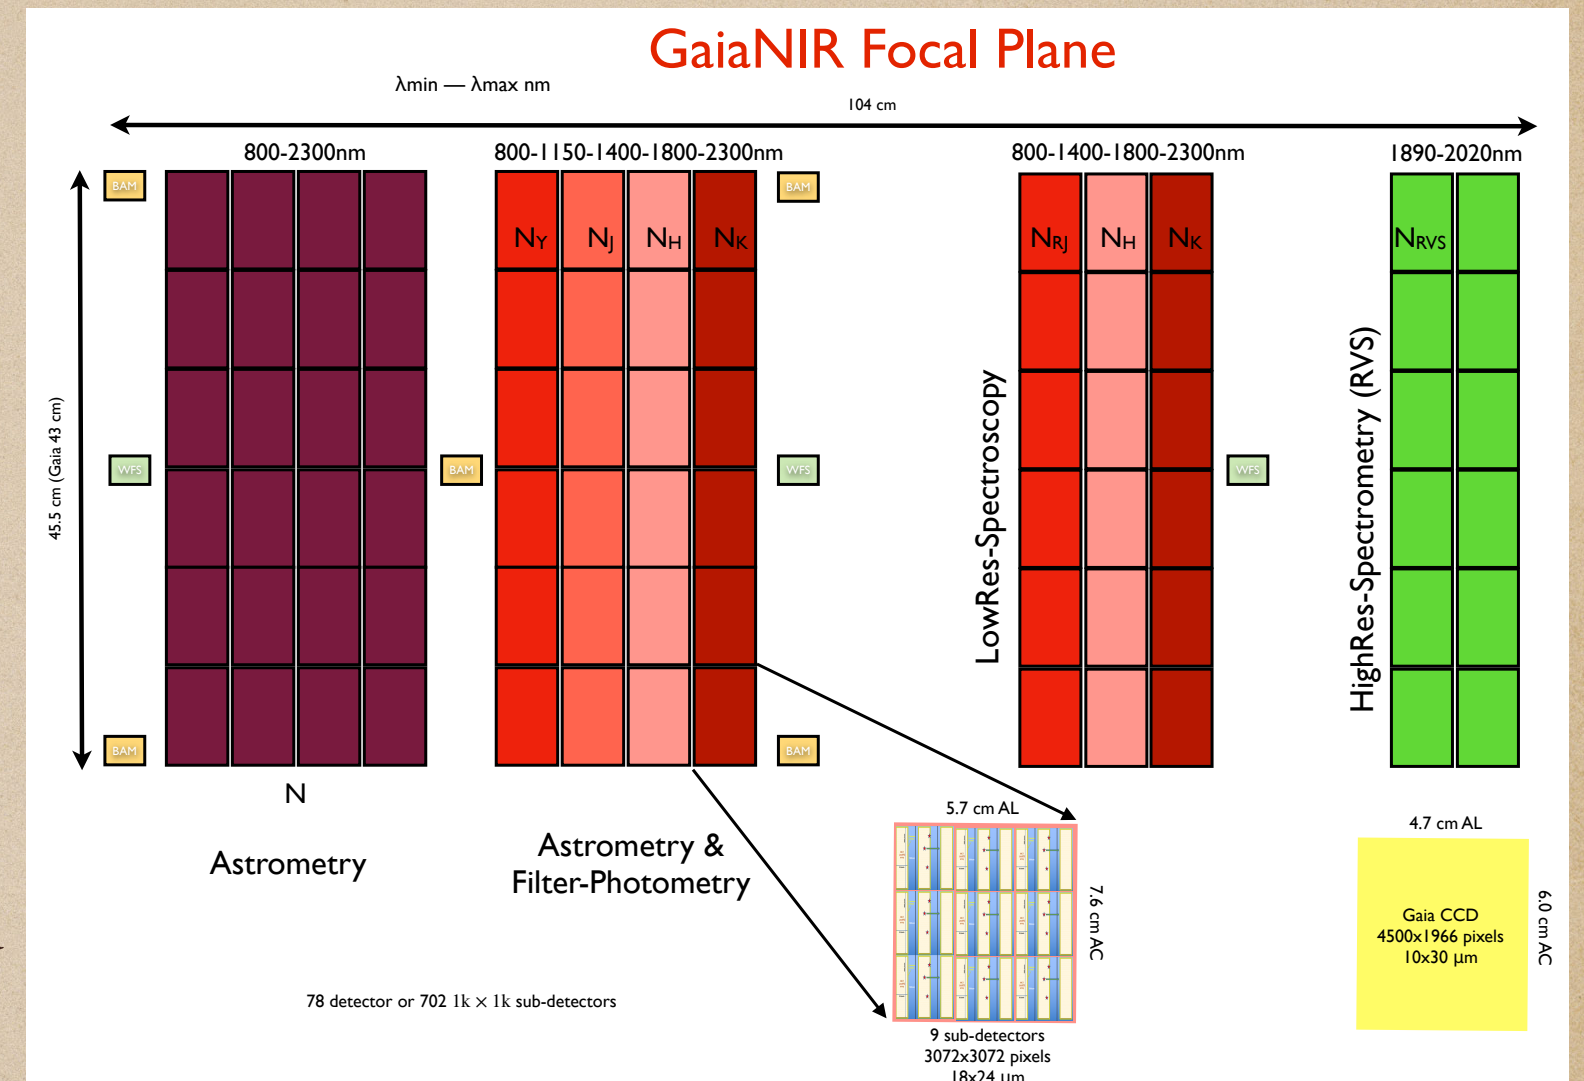 GaiaNIR Focal Plane
λmin — λmax nm
104 cm
800-2300nm
800-1150-1400-1800-2300nm
800-1400-1800-2300nm
1890-2020nm
BAM
BAM
NY
NJ
NH
NK
NRJ
NH
NK
NRVS
45.5 cm (Gaia 43 cm)
WFS
BAM
WFS
WFS
LowRes-Spectroscopy
HighRes-Spectrometry (RVS)
BAM
BAM
N
Astrometry
Astrometry &
Filter-Photometry
5.7 cm AL
7.6 cm AC
9 sub-detectors
3072x3072 pixels
18x24 µm
4.7 cm AL
Gaia CCD
4500x1966 pixels
10x30 µm
6.0 cm AC
78 detector or 702 1k × 1k sub-detectors